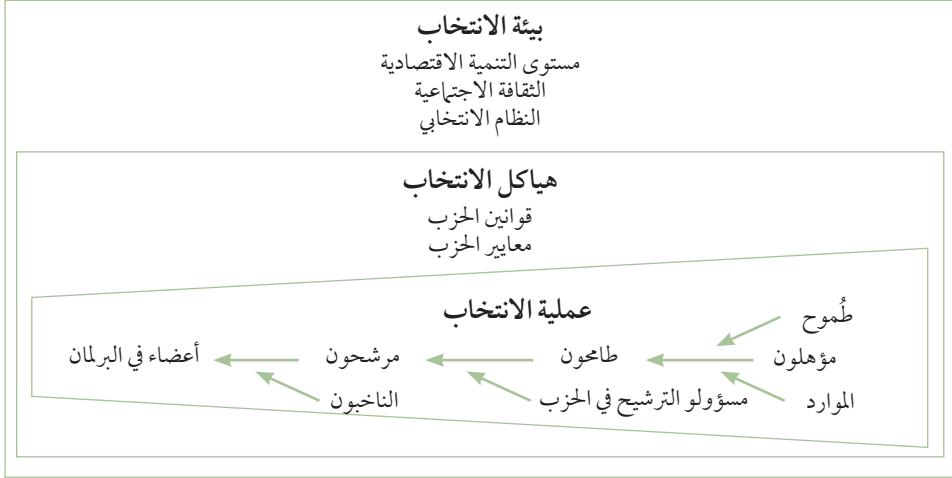 بيئة الانتخاب
مستوى التنمية الاقتصادية
الثقافة الاجتماعية
النظام الانتخابي
هياكل الانتخاب
قوانين الحزب
معايير الحزب
عملية الانتخاب
طُموح
مؤهلون
طامحون
مرشحون
أعضاء في البرلمان
الموارد
مسؤولو الترشيح في الحزب
الناخبون